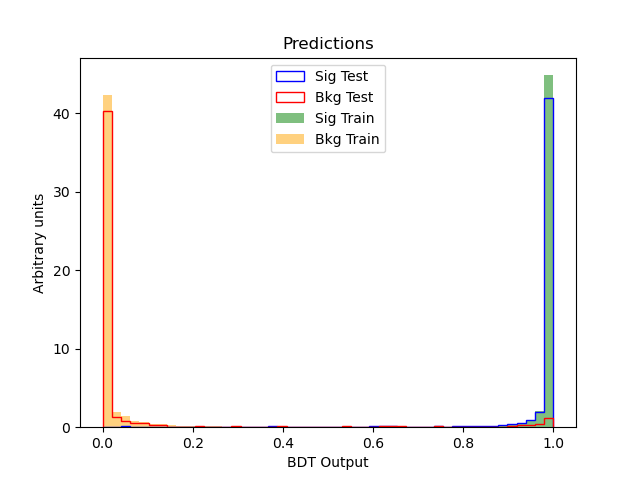 Predictions
Sig Test
Bkg Test
Sig Train
Bkg Train
Arbitrary units
40
30
20
10
0
0.0 0.2 0.4 0.6 0.8 1.0
BDT Output